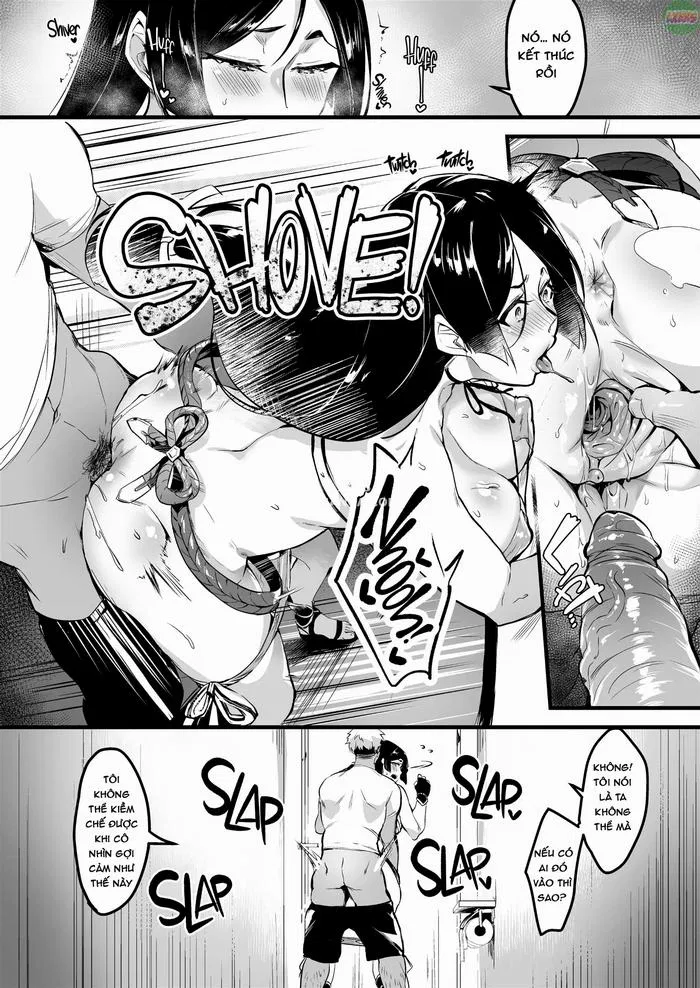 Shiver
Huff
Huff
Shiver
NÓ... NÓ
KẾT THÚC
RỒI
twitch
twitch
SHOVE!
Nooo!!
KHÔNG!
TÔI NÓI
LÀ TA
KHÔNG
THỂ MÀ
NẾU CÓ
AI ĐÓ
VÀO THÌ
SAO?
SLAP
SLAP
SLAP
SLAP
SLAP
TÔI
KHÔNG
THỂ KIỀM
CHẾ ĐƯỢC
KHI CÔ
NHÌN GỢI
CẢM NHƯ
THẾ NÀY